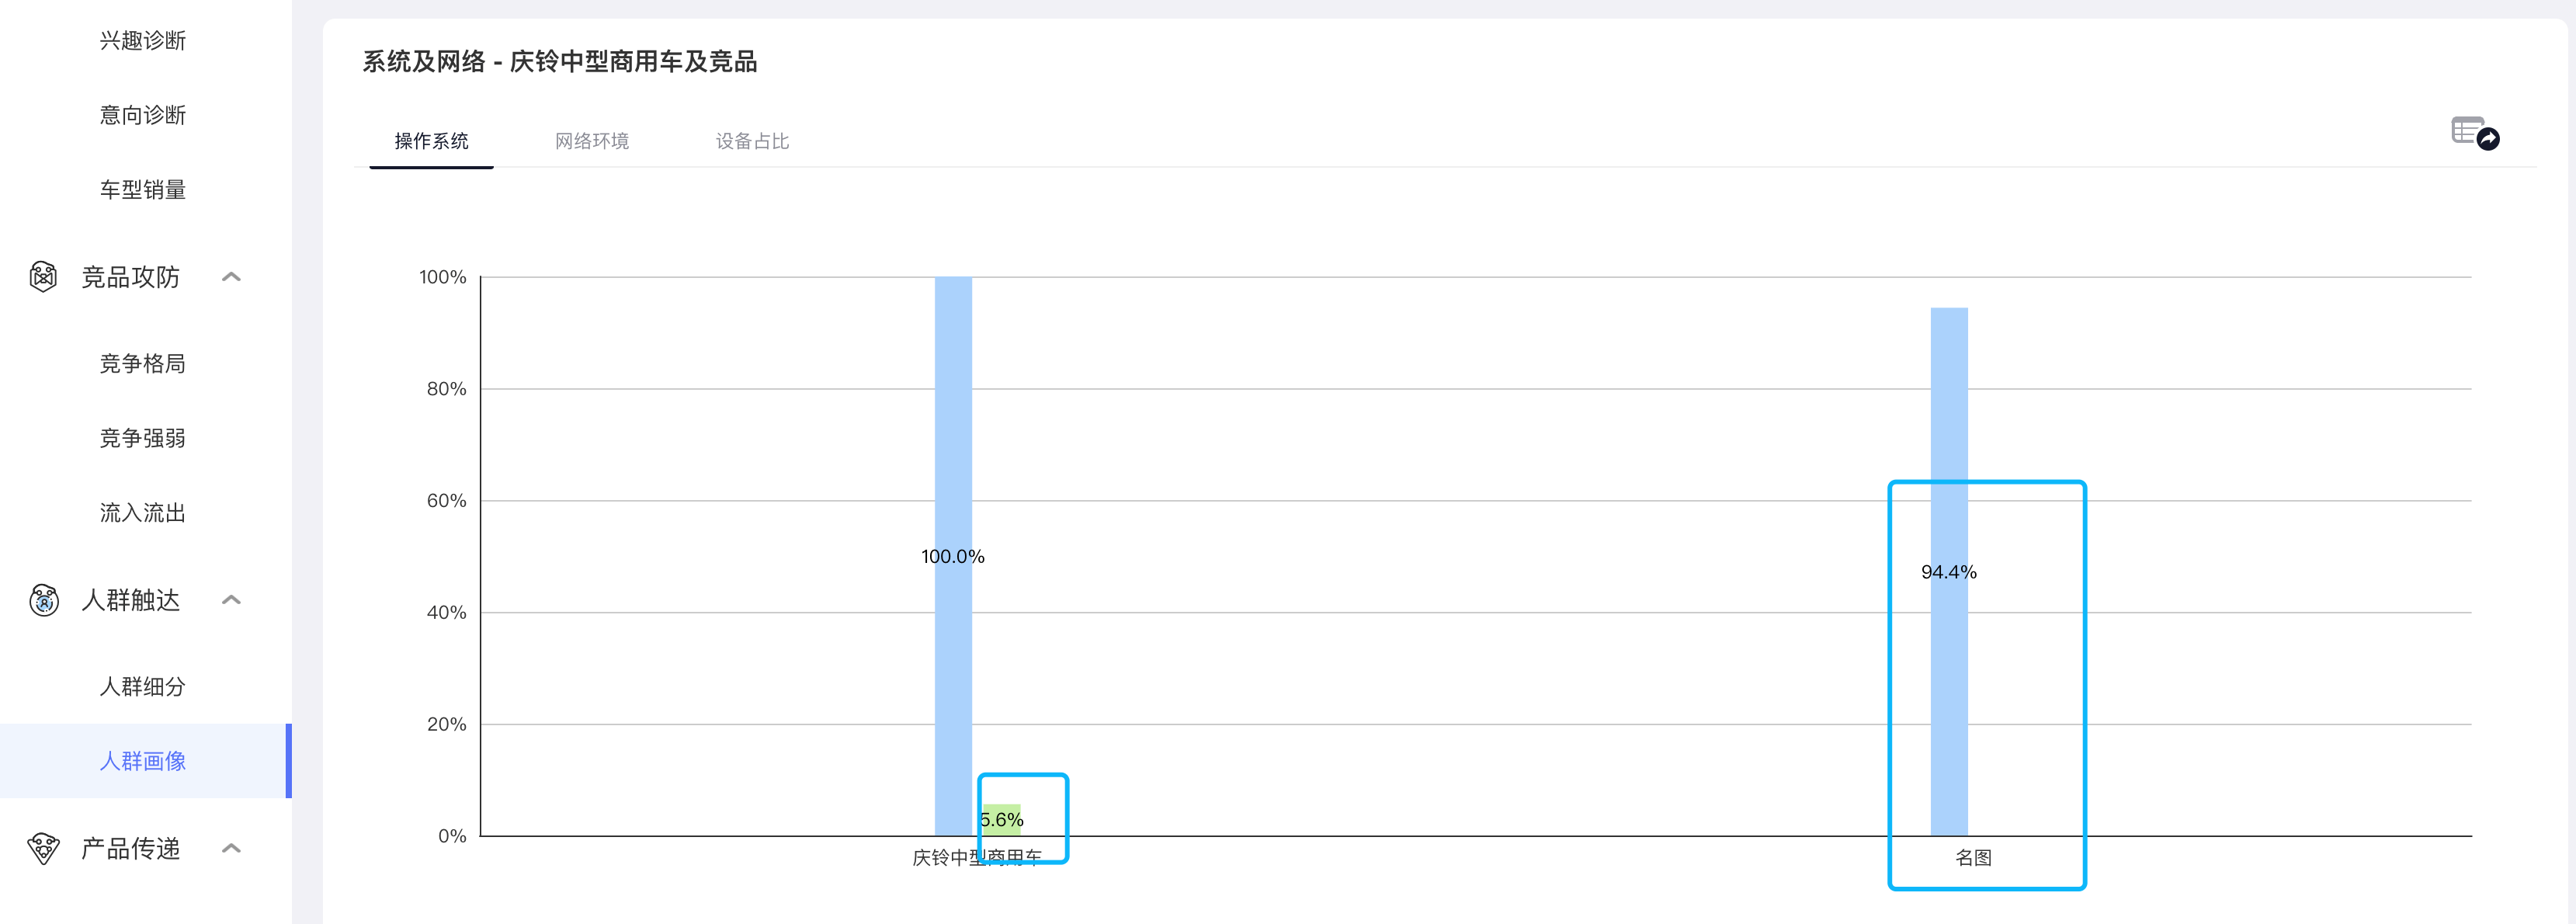 兴趣诊断
意向诊断
车型销量
竞品攻防
竞争格局
竞争强弱
流入流出
人群触达
人群细分
人群画像
产品传递
系统及网络 - 庆铃中型商用车及竞品
操作系统 网络环境 设备占比
100%
80%
60%
40%
20%
0%
100.0%
5.6%
94.4%
庆铃中型商用车
名图